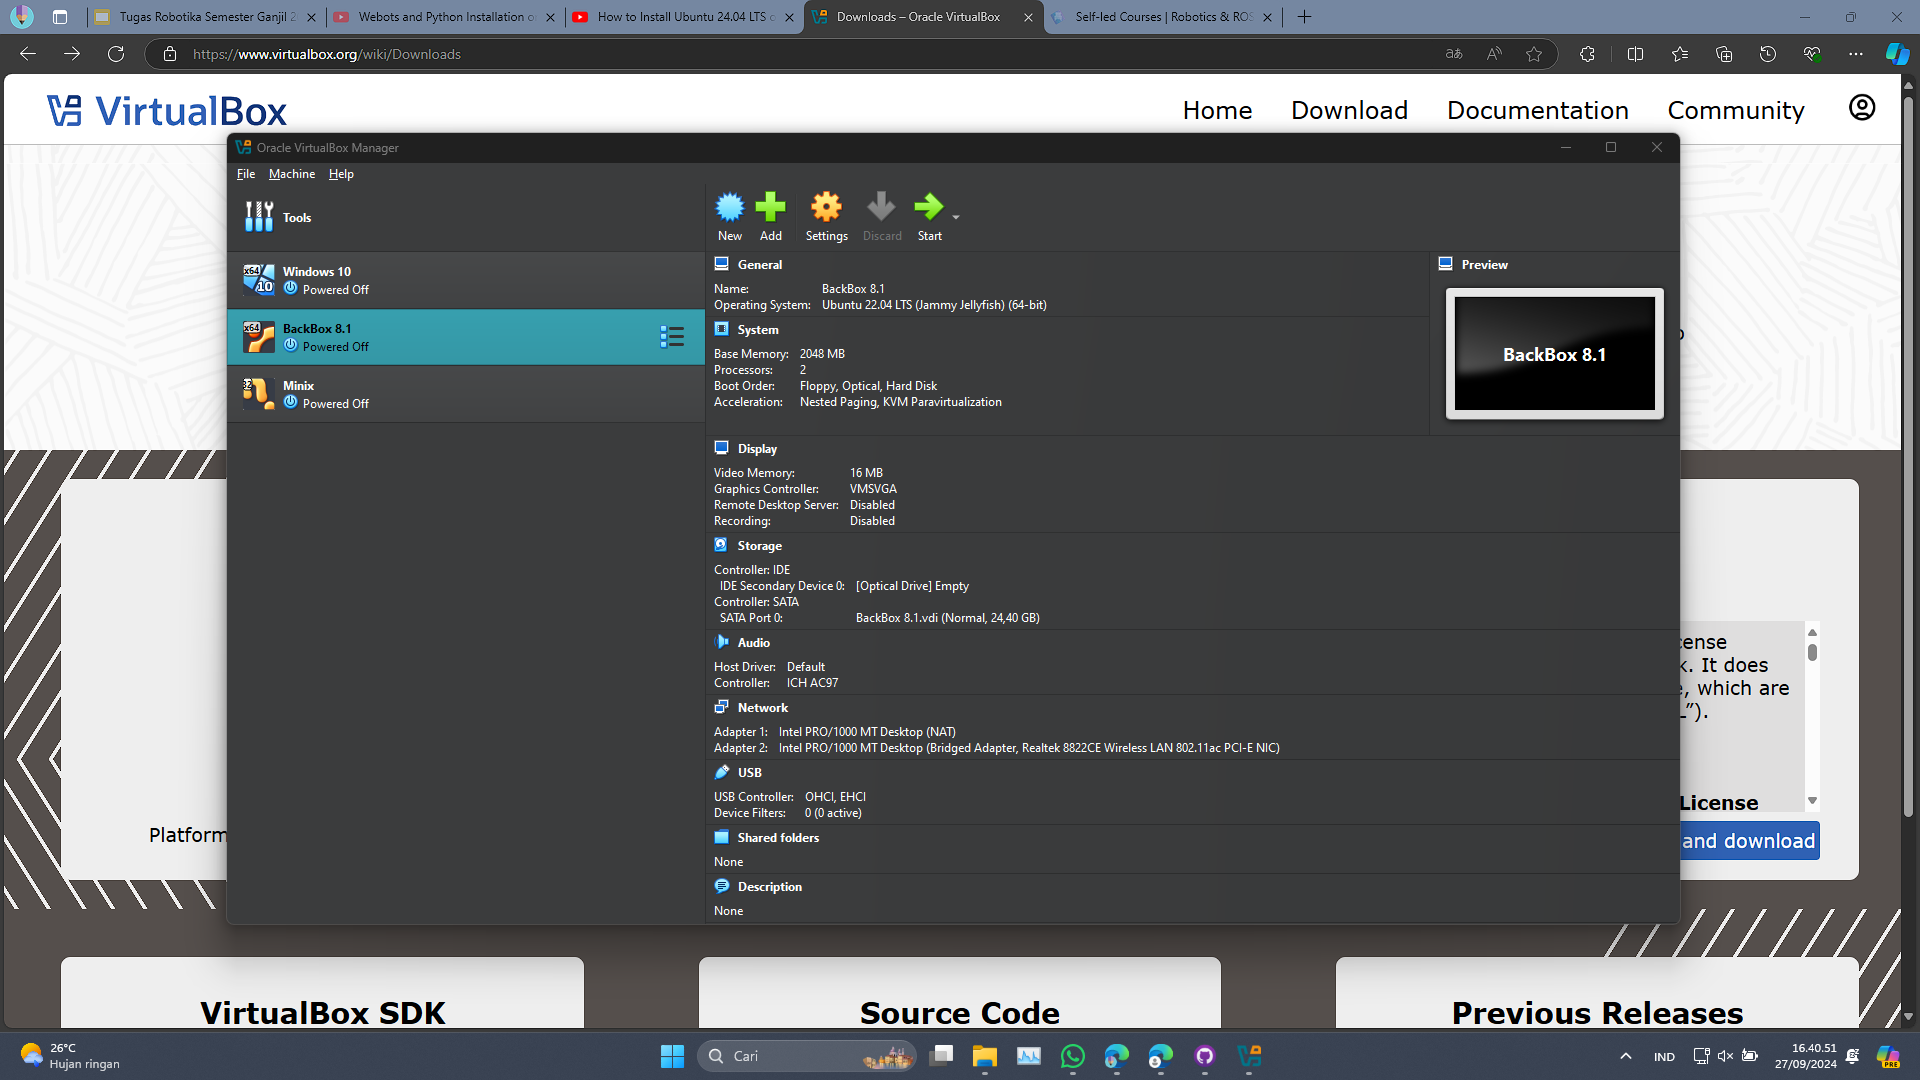 Tugas Robotika Semester Ganjil 2
Webots and Python Installation on
How to Install Ubuntu 24.04 LTS o
Downloads – Oracle VirtualBox
Self-led Courses | Robotics & ROS
https://www.virtualbox.org/wiki/Downloads
VirtualBox
Home
Download
Documentation
Community
Oracle VirtualBox Manager
File
Machine
Help
Tools
New
Add
Settings
Discard
Start
Windows 10
Powered Off
BackBox 8.1
Powered Off
Minix
Powered Off
General
Name: BackBox 8.1
Operating System: Ubuntu 22.04 LTS (Jammy Jellyfish) (64-bit)
Preview
BackBox 8.1
System
Base Memory: 2048 MB
Processors: 2
Boot Order: Floppy, Optical, Hard Disk
Acceleration: Nested Paging, KVM Paravirtualization
Display
Video Memory: 16 MB
Graphics Controller: VMSVGA
Remote Desktop Server: Disabled
Recording: Disabled
Storage
Controller: IDE
IDE Secondary Device 0: [Optical Drive] Empty
Controller: SATA
SATA Port 0: BackBox 8.1.vdi (Normal, 24,40 GB)
Audio
Host Driver: Default
Controller: ICH AC97
Network
Adapter 1: Intel PRO/1000 MT Desktop (NAT)
Adapter 2: Intel PRO/1000 MT Desktop (Bridged Adapter, Realtek 8822CE Wireless LAN 802.11ac PCI-E NIC)
USB
USB Controller: OHCI, EHCI
Device Filters: 0 (0 active)
Shared folders
None
Description
None
Platform
cense
k. It does
e, which are
L”).
License
and download
VirtualBox SDK
Source Code
Previous Releases
26°C
Hujan ringan
Cari
IND
16.40.51
27/09/2024